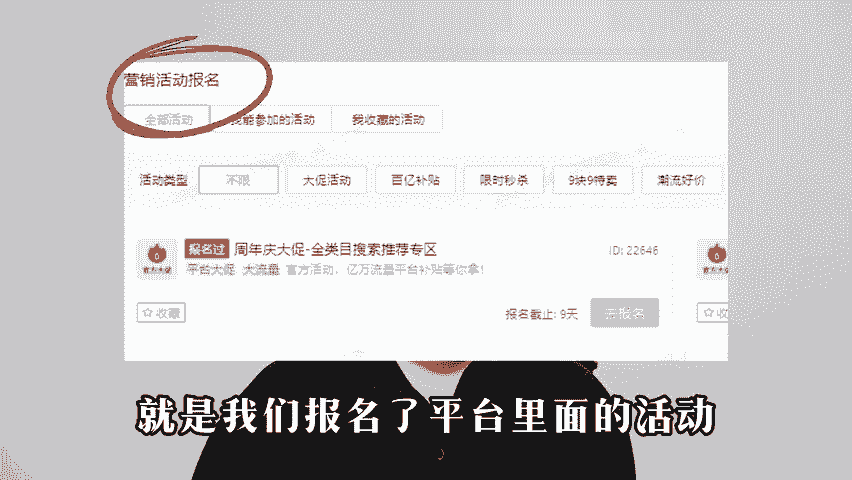 营销活动报名
全部活动 我能参加的活动 我收藏的活动
活动类型 不限 大促活动 百亿补贴 限时秒杀 9块9特卖 潮流好价
报名过 周年庆大促-全类目搜索推荐专区 ID: 22646
平台大促 大流量 官方活动，亿万流量平台补贴等你拿！
官方大促
☆收藏 报名截止: 9天 去报名 ☆收
就是我们报名了平台里面的活动